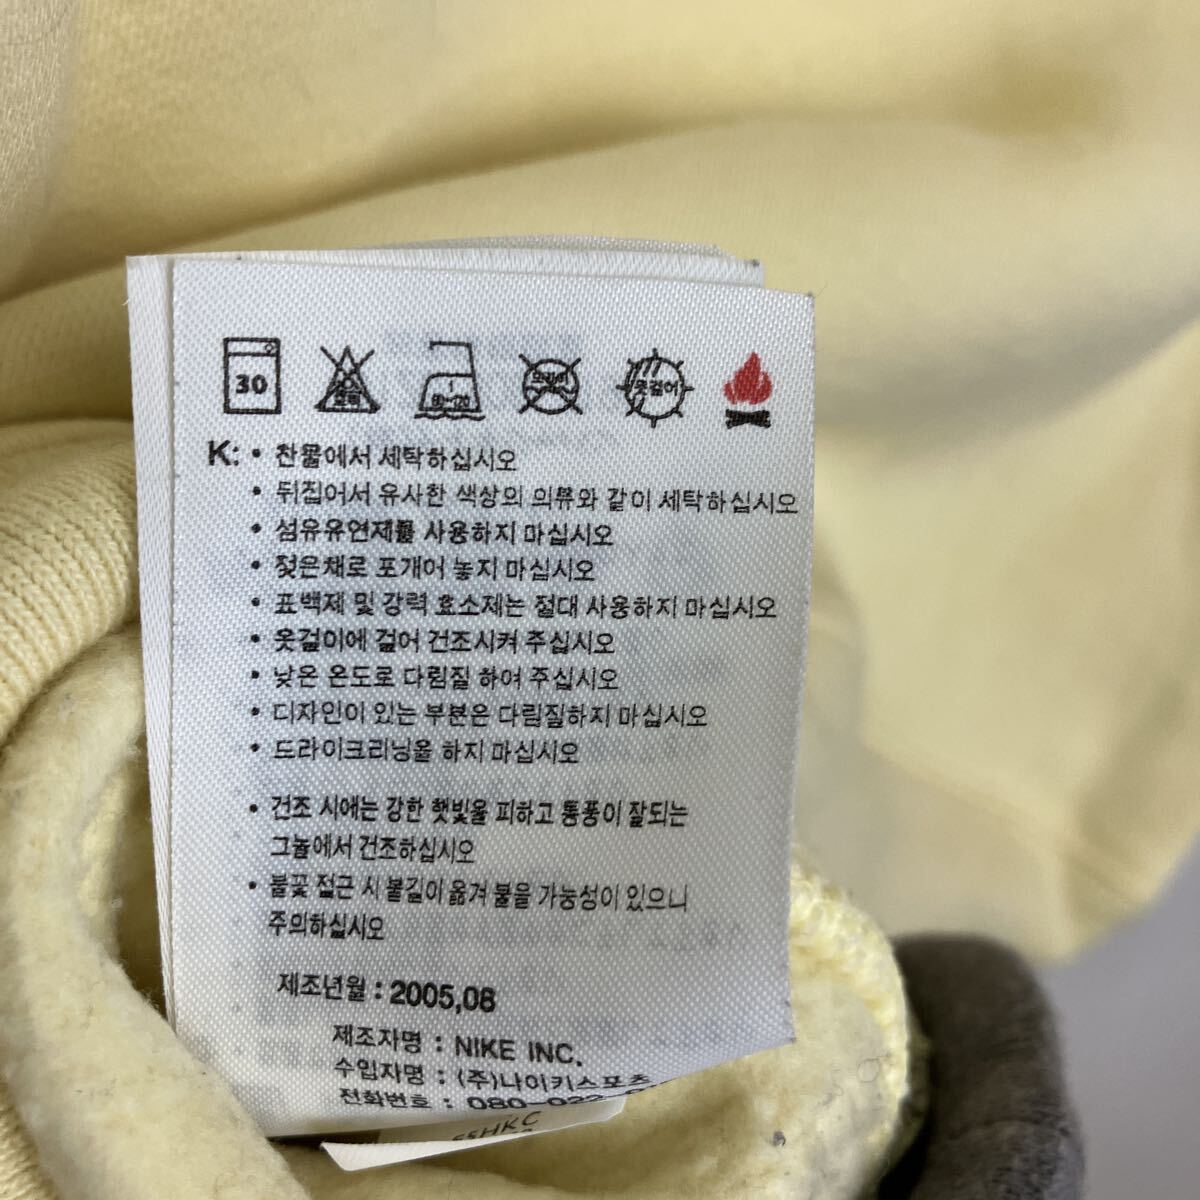 30
옷걸이
K: • 찬물에서 세탁하십시오
• 뒤집어서 유사한 색상의 의류와 같이 세탁하십시오
• 섬유유연제를 사용하지 마십시오
• 젖은채로 포개어 놓지 마십시오
• 표백제 및 강력 효소제는 절대 사용하지 마십시오
• 옷걸이에 걸어 건조시켜 주십시오
• 낮은 온도로 다림질 하여 주십시오
• 디자인이 있는 부분은 다림질하지 마십시오
• 드라이크리닝을 하지 마십시오
• 건조 시에는 강한 햇빛을 피하고 통풍이 잘되는
그늘에서 건조하십시오
• 불꽃 접근 시 불길이 옮겨 붙을 가능성이 있으니
주의하십시오
제조년월 : 2005,08
제조자명 : NIKE INC.
수입자명 : (주)나이키스포츠
전화번호 : 080-022-